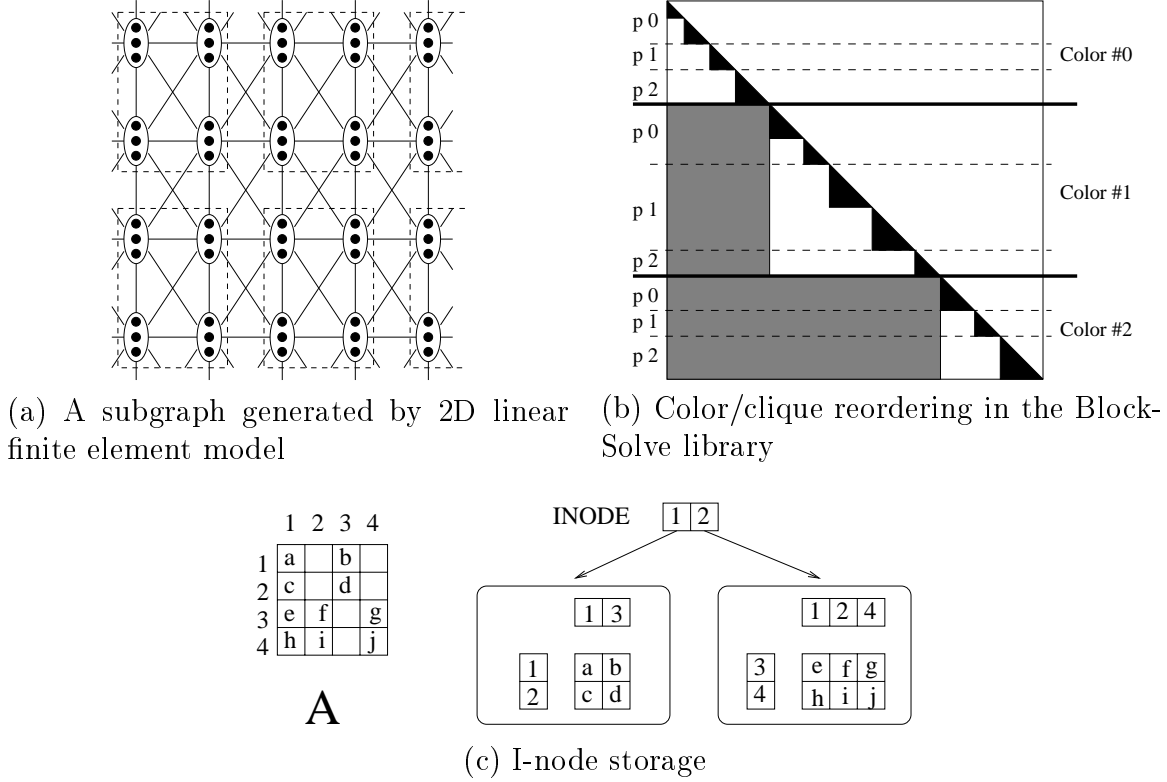 p 0
p 1
p 2
Color #0
p 0
p 1
p 2
Color #1
p 0
p 1
p 2
Color #2
(a) A subgraph generated by 2D linear
finite element model
(b) Color/clique reordering in the Block-
Solve library
1 2 3 4
1 a b
2 c d
3 e f g
4 h i j
A
INODE 1 2
1 3
1 a b
2 c d
1 2 4
3 e f g
4 h i j
(c) I-node storage